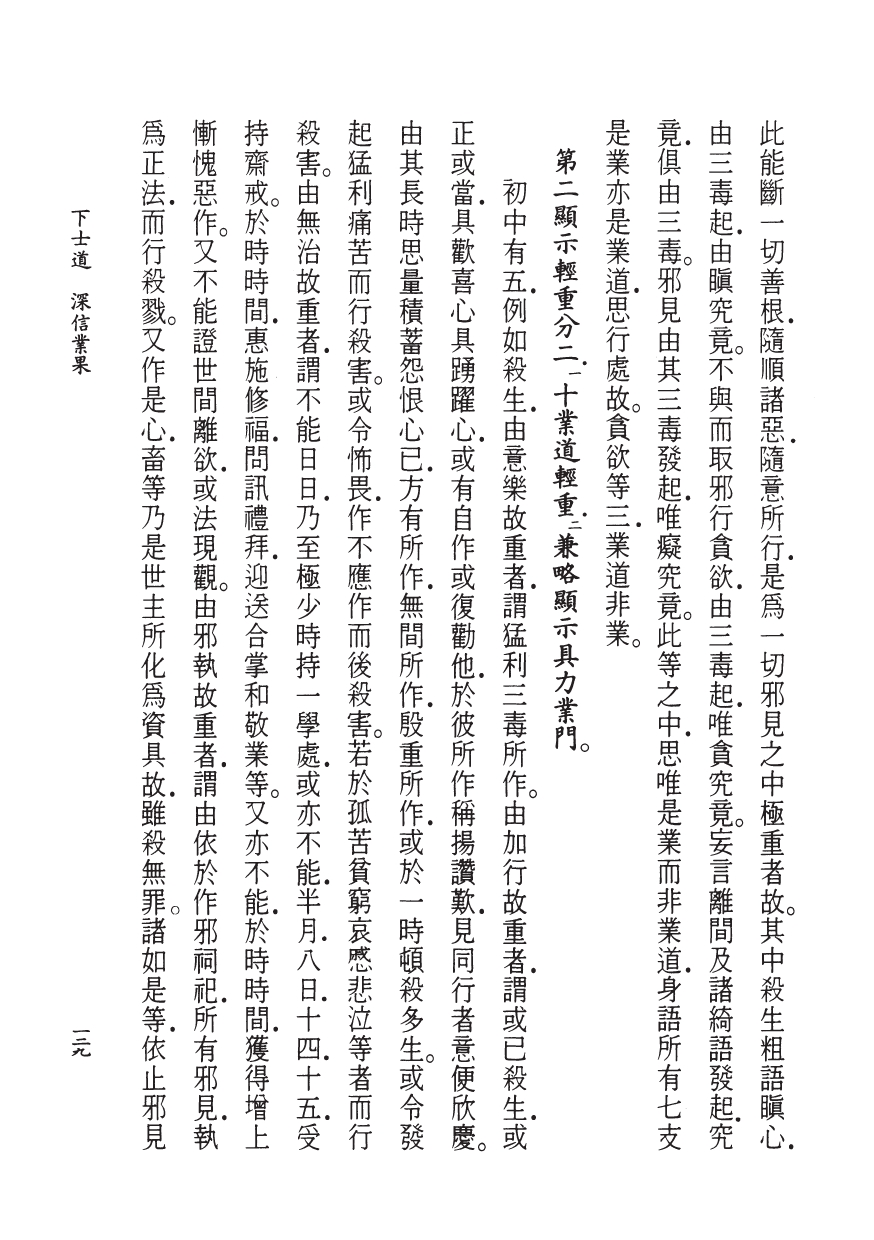 此能斷一切善根．隨順諸惡．隨意所行．是爲一切邪見之中極重者故。其中殺生粗語瞋心．
由三毒起．由瞋究竟。不與而取邪行貪欲．由三毒起．唯貪究竟。妄言離間及諸綺語發起．究
竟．俱由三毒。邪見由其三毒發起．唯癡究竟。此等之中．思唯是業而非業道．身語所有七支
是業亦是業道．思行處故。貪欲等三．業道非業。
第二顯示輕重分二．一十業道輕重．二兼略顯示具力業門。
初中有五．例如殺生．由意樂故重者．謂猛利三毒所作。由加行故重者．謂或已殺生．或
正或當．具歡喜心具踴躍心．或有自作或復勸他．於彼所作稱揚讚歎．見同行者意便欣慶。
由其長時思量積蓄怨恨心已．方有所作．無間所作．殷重所作．或於一時頓殺多生。或令發
起猛利痛苦而行殺害。或令怖畏．作不應作而後殺害。若於孤苦貧窮哀慼悲泣等者而行
殺害。由無治故重者．謂不能日日．乃至極少時持一學處．或亦不能．半月．八日．十四．十五．受
持齋戒。於時時間．惠施修福．問訊禮拜．迎送合掌和敬業等。又亦不能．於時時間．獲得增上
慚愧惡作。又不能證世間離欲．或法現觀。由邪執故重者．謂由依於作邪祠祀．所有邪見．執
爲正法．而行殺戮。又作是心．畜等乃是世主所化爲資具故．雖殺無罪。諸如是等．依止邪見
下士道　深信業果
一二九